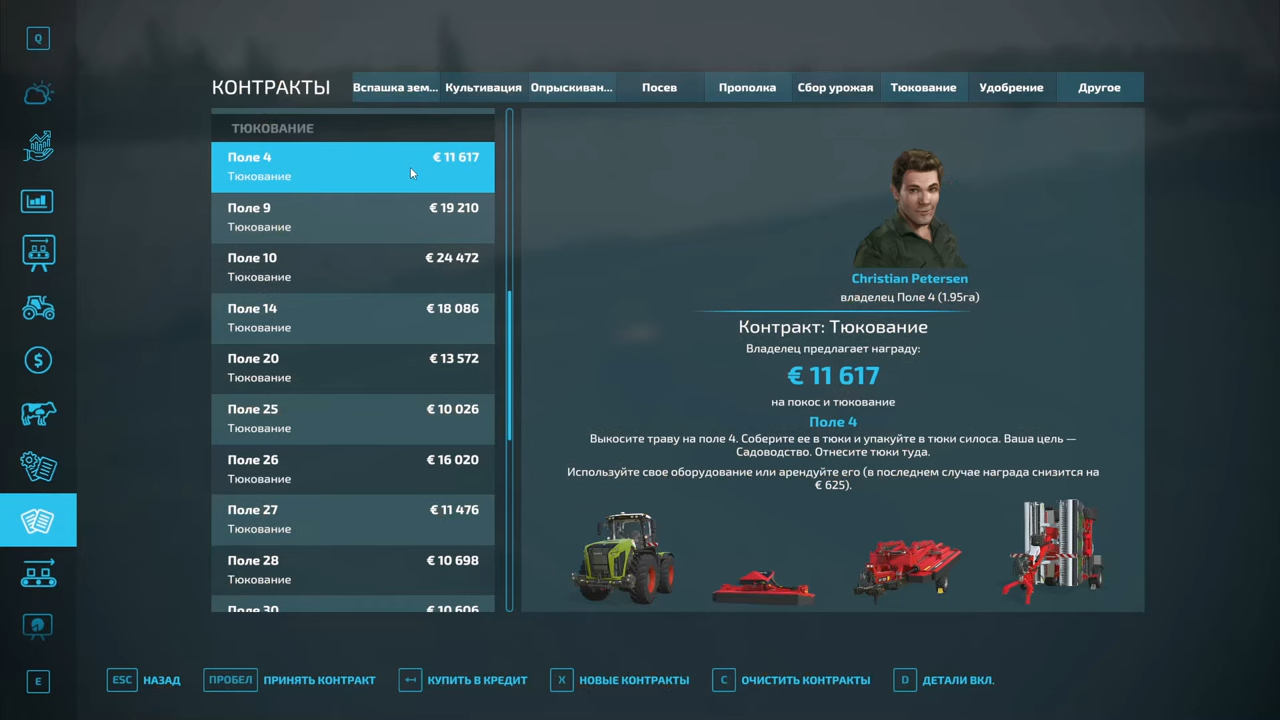 Q
КОНТРАКТЫ
Вспашка зем...
Культивация
Опрыскиван...
Посев
Прополка
Сбор урожая
Тюкование
Удобрение
Другое
ТЮКОВАНИЕ
Поле 4 € 11 617
Тюкование
Поле 9 € 19 210
Тюкование
Поле 10 € 24 472
Тюкование
Поле 14 € 18 086
Тюкование
Поле 20 € 13 572
Тюкование
Поле 25 € 10 026
Тюкование
Поле 26 € 16 020
Тюкование
Поле 27 € 11 476
Тюкование
Поле 28 € 10 698
Тюкование
Поле 30 € 10 606
Christian Petersen
владелец Поле 4 (1.95га)
Контракт: Тюкование
Владелец предлагает награду:
€ 11 617
на покос и тюкование
Поле 4
Выкосите траву на поле 4. Соберите ее в тюки и упакуйте в тюки силоса. Ваша цель —
Садоводство. Отнесите тюки туда.
Используйте свое оборудование или арендуйте его (в последнем случае награда снизится на
€ 625).
E
ESC НАЗАД
ПРОБЕЛ ПРИНЯТЬ КОНТРАКТ
КУПИТЬ В КРЕДИТ
X НОВЫЕ КОНТРАКТЫ
C ОЧИСТИТЬ КОНТРАКТЫ
D ДЕТАЛИ ВКЛ.